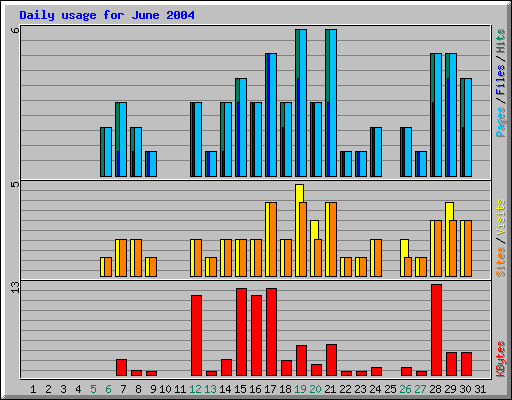 Daily usage for June 2004
6
Pages / Files / Hits
5
Sites / Visits
13
KBytes
1 2 3 4 5 6 7 8 9 10 11 12 13 14 15 16 17 18 19 20 21 22 23 24 25 26 27 28 29 30 31